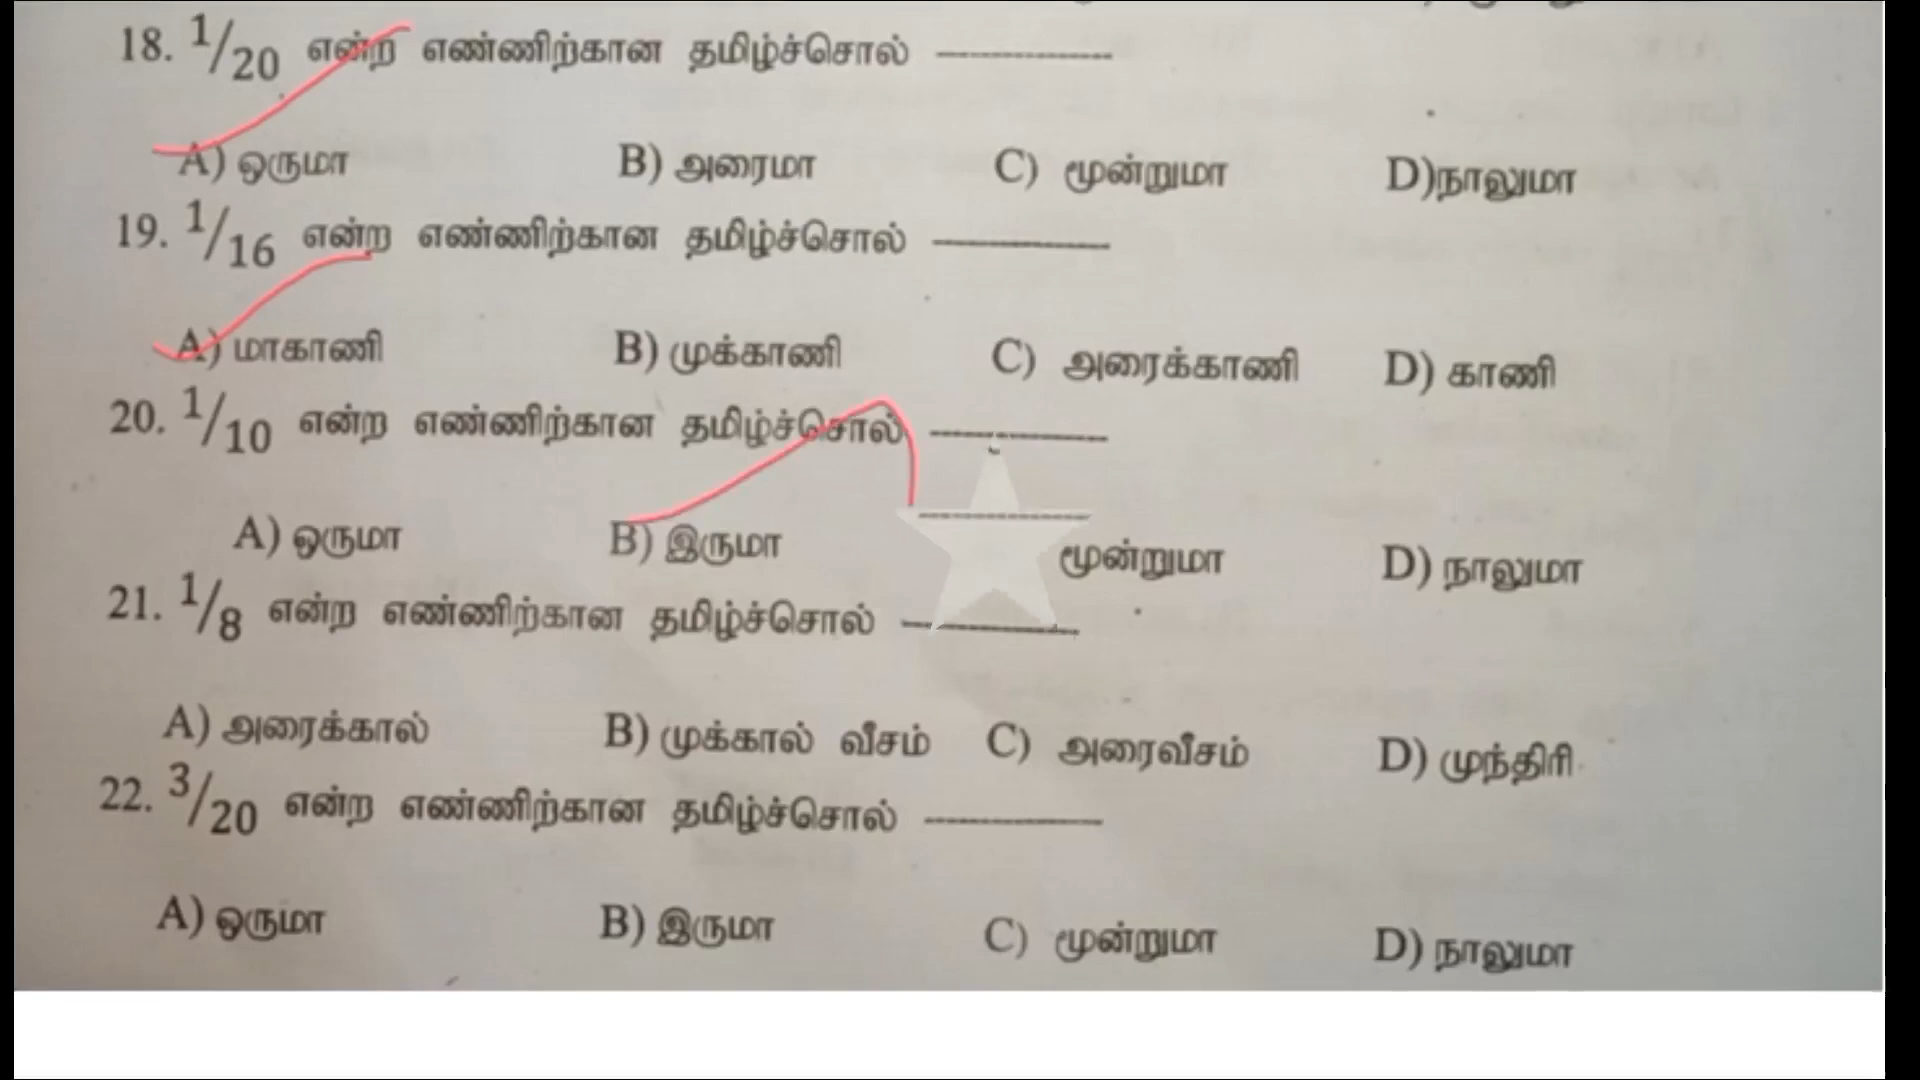 18. 1/20 என்ற எண்ணிற்கான தமிழ்ச்சொல் ----------
A) ஒருமா B) அரைமா C) மூன்றுமா D)நாலுமா
19. 1/16 என்ற எண்ணிற்கான தமிழ்ச்சொல் ----------
A) மாகாணி B) முக்காணி C) அரைக்காணி D) காணி
20. 1/10 என்ற எண்ணிற்கான தமிழ்ச்சொல் ----------
A) ஒருமா B) இருமா மூன்றுமா D) நாலுமா
21. 1/8 என்ற எண்ணிற்கான தமிழ்ச்சொல் ----------
A) அரைக்கால் B) முக்கால் வீசம் C) அரைவீசம் D) முந்திரி
22. 3/20 என்ற எண்ணிற்கான தமிழ்ச்சொல் ----------
A) ஒருமா B) இருமா C) மூன்றுமா D) நாலுமா